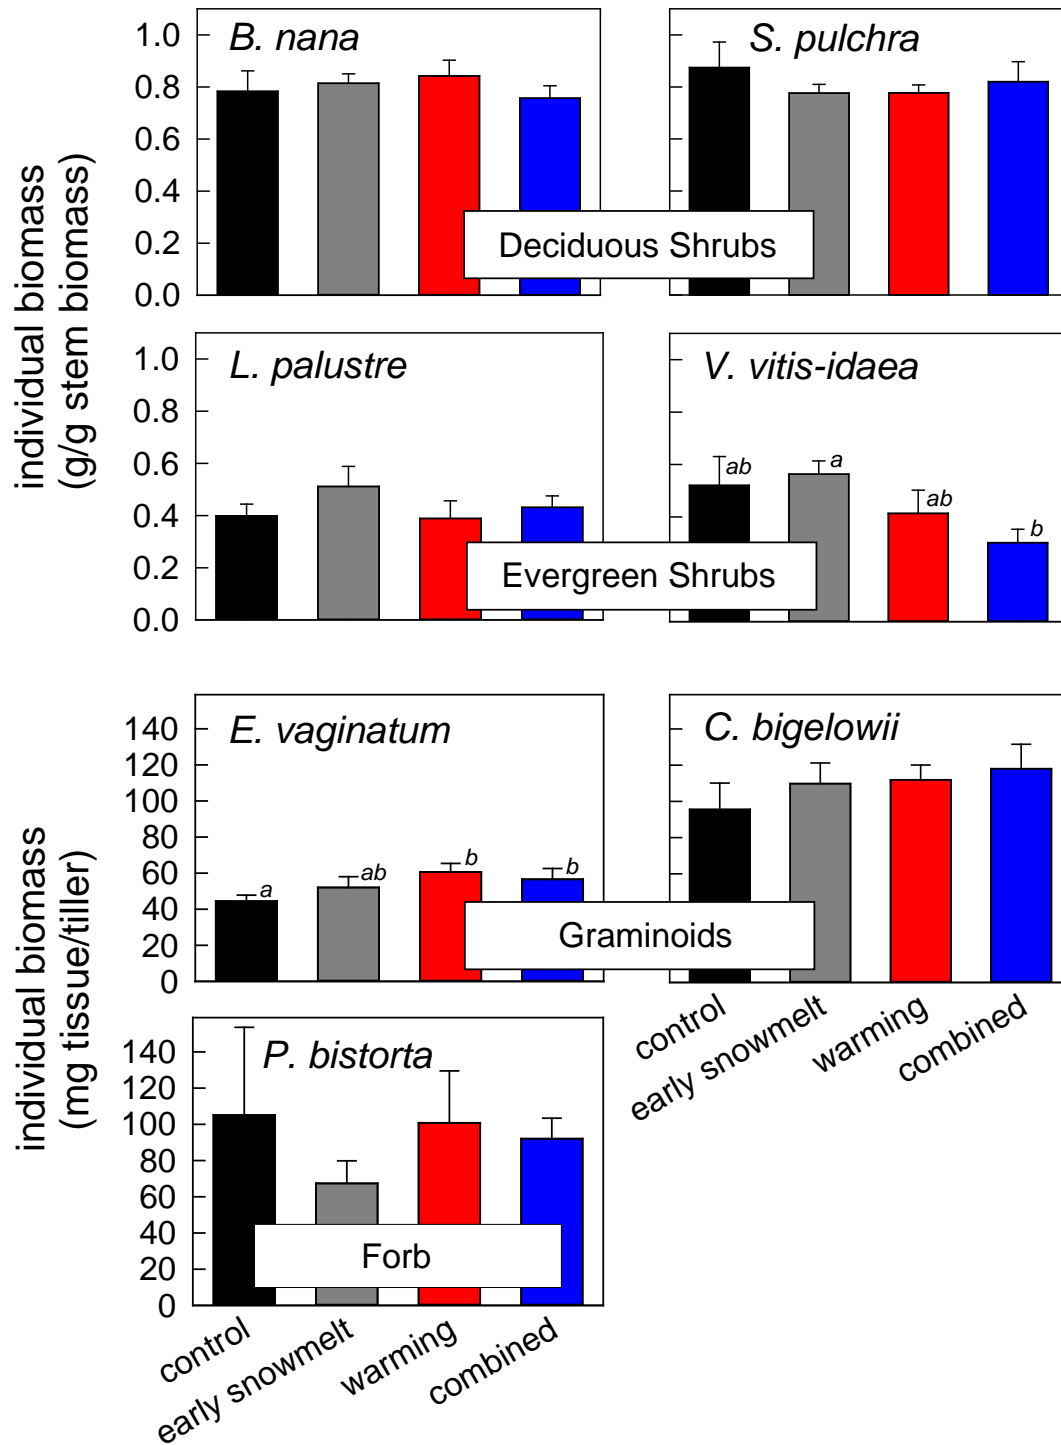 individual biomass
(g/g stem biomass)
1.0
0.8
0.6
0.4
0.2
0.0
B. nana
S. pulchra
Deciduous Shrubs
1.0
0.8
0.6
0.4
0.2
0.0
L. palustre
V. vitis-idaea
ab
a
ab
b
Evergreen Shrubs
individual biomass
(mg tissue/tiller)
140
120
100
80
60
40
20
0
E. vaginatum
a
ab
b
b
C. bigelowii
Graminoids
control
early snowmelt
warming
combined
140
120
100
80
60
40
20
0
P. bistorta
Forb
control
early snowmelt
warming
combined